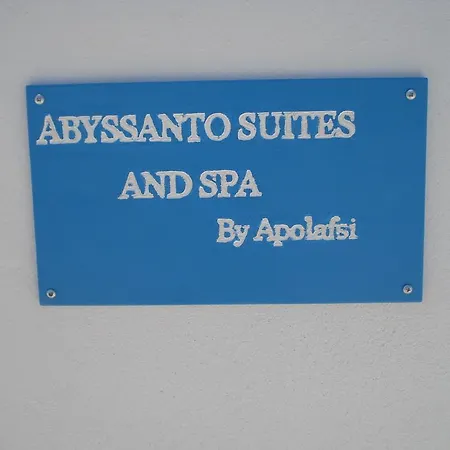 ABYSSANTO SUITES
AND SPA
By Apolafsi